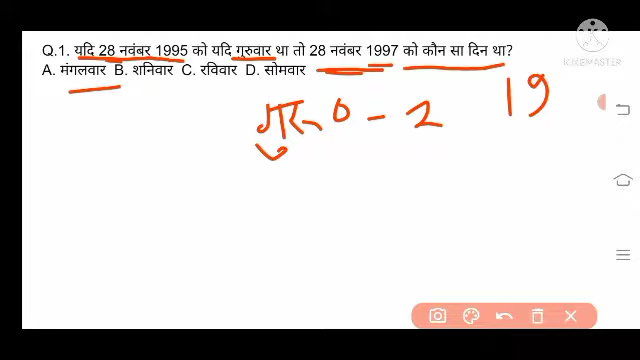 Q.1. यदि 28 नवंबर 1995 को यदि गुरुवार था तो 28 नवंबर 1997 को कौन सा दिन था?
A. मंगलवार B. शनिवार C. रविवार D. सोमवार
KINEMASTER
0 - 2 19